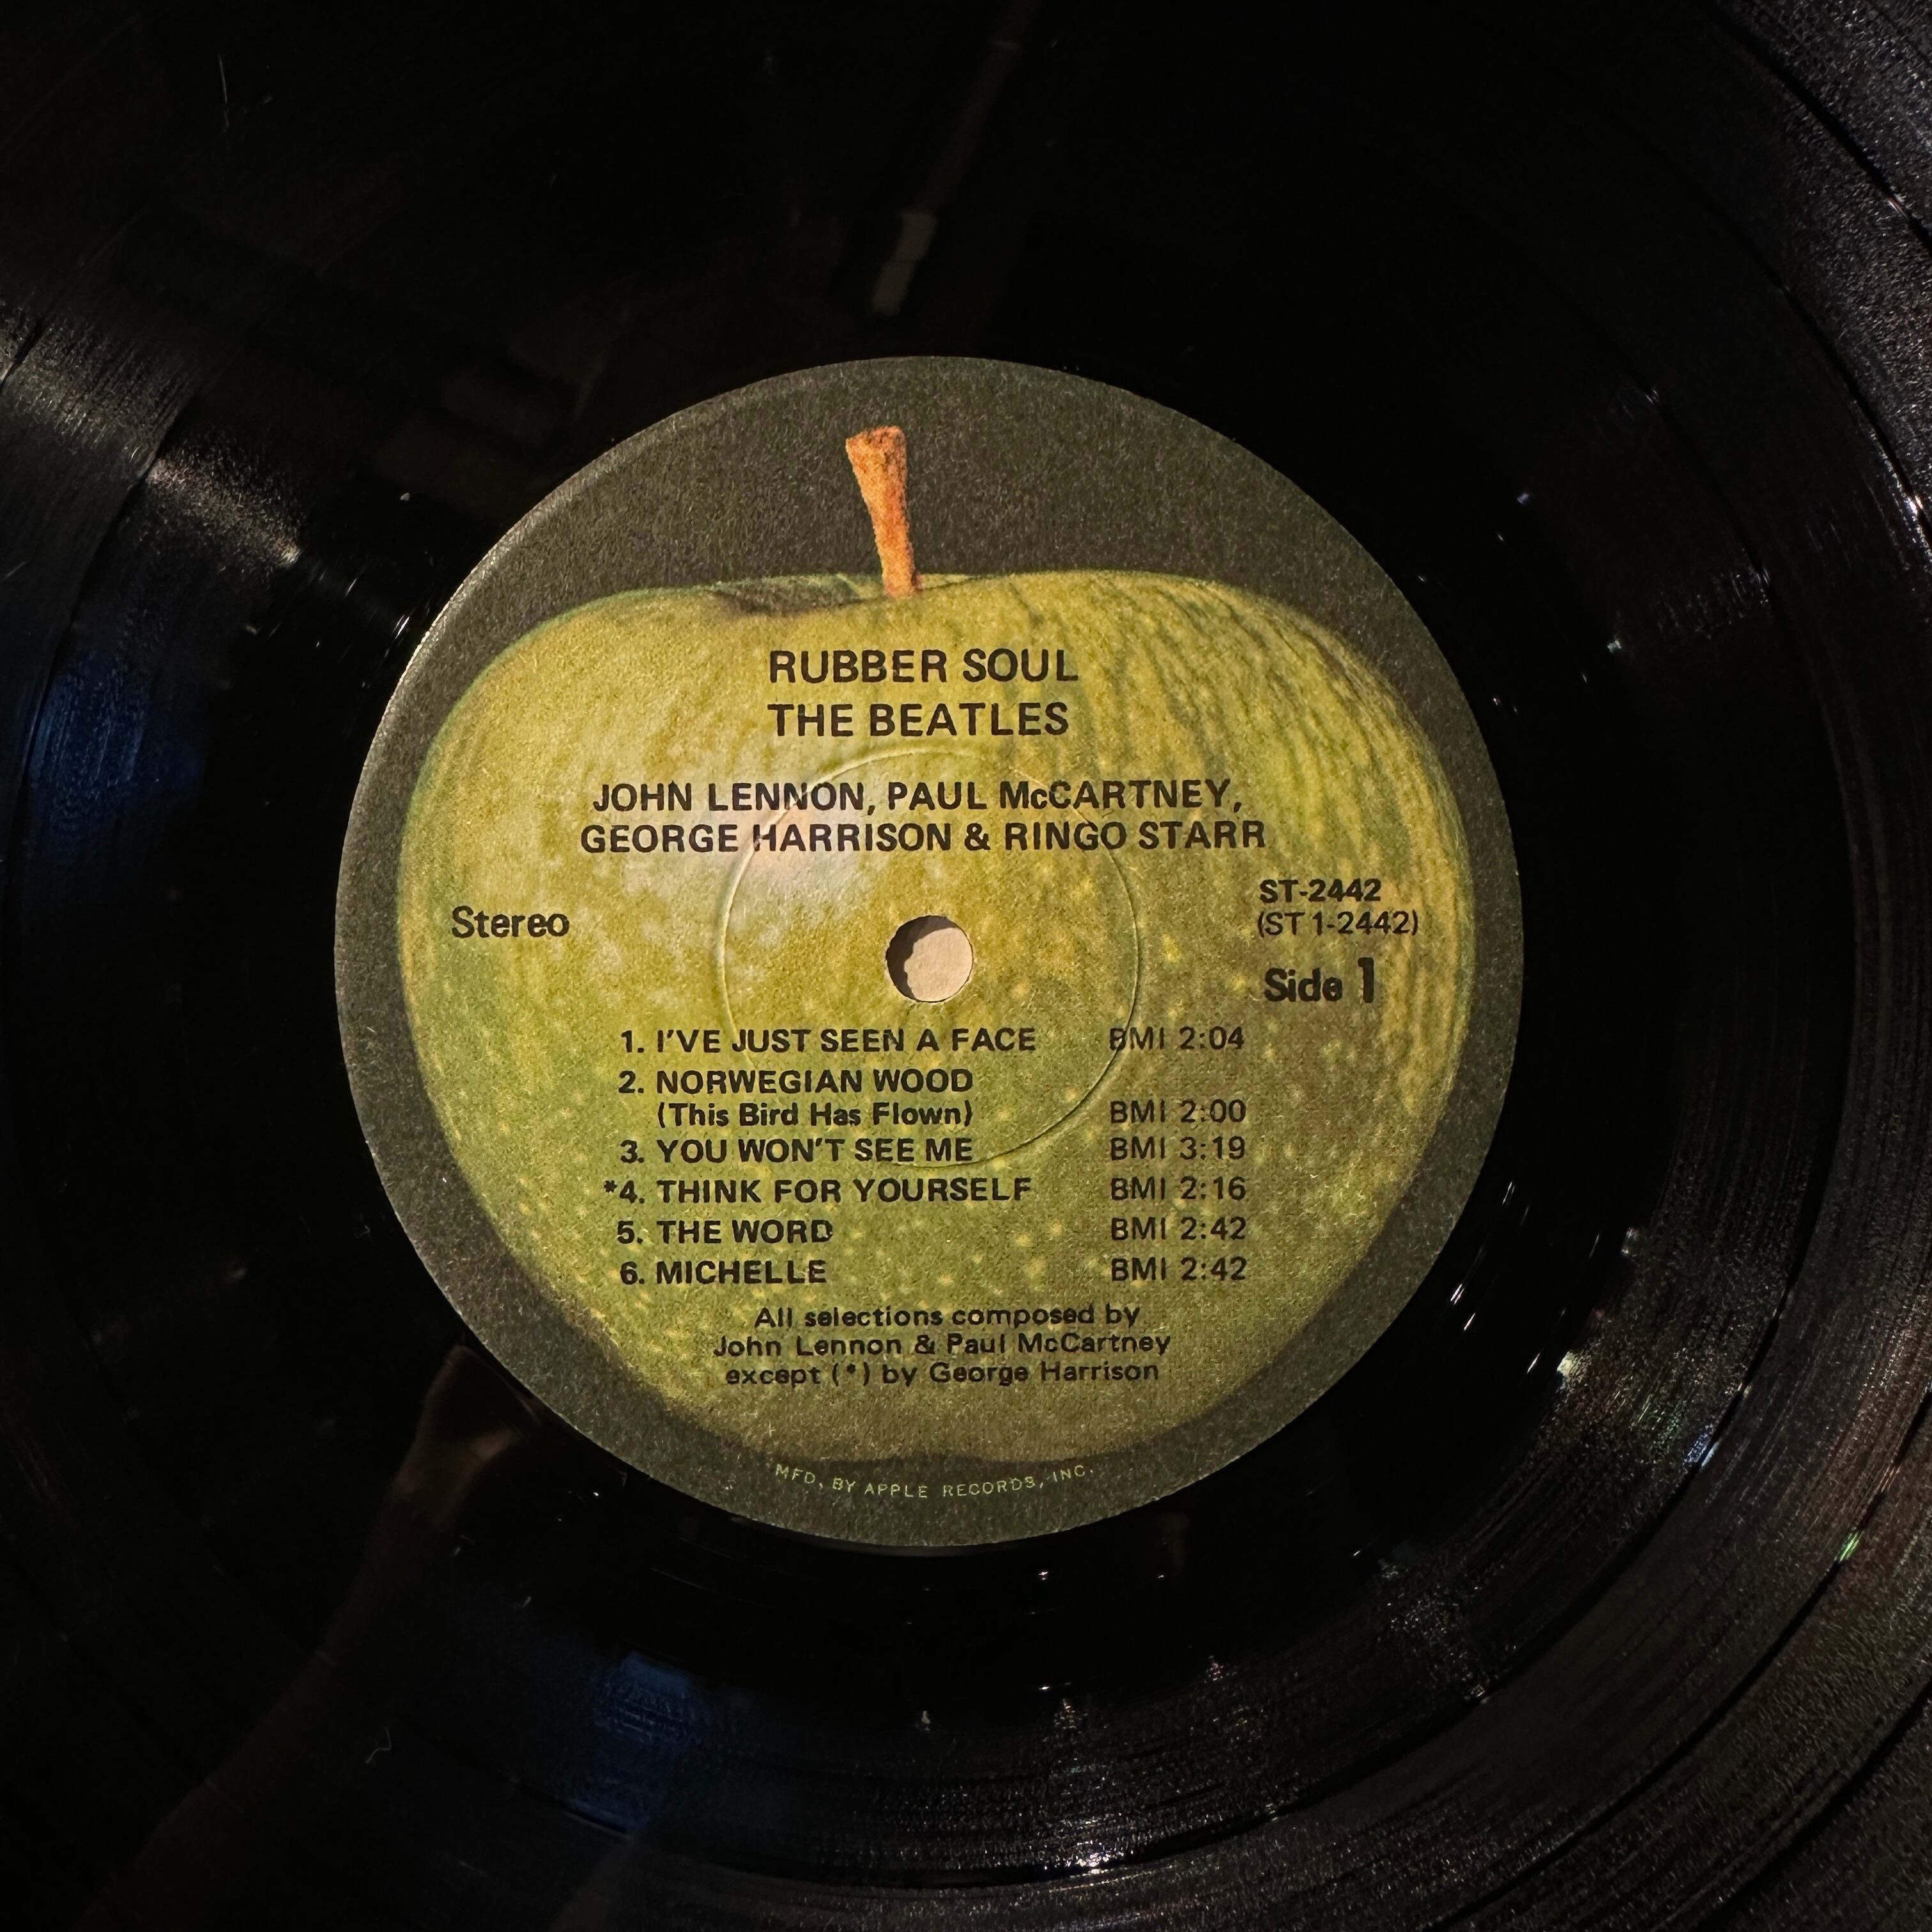 RUBBER SOUL
THE BEATLES
JOHN LENNON, PAUL McCARTNEY,
GEORGE HARRISON & RINGO STARR
Stereo
ST-2442
(ST 1-2442)
Side 1
1. I'VE JUST SEEN A FACE BMI 2:04
2. NORWEGIAN WOOD
(This Bird Has Flown) BMI 2:00
3. YOU WON'T SEE ME BMI 3:19
*4. THINK FOR YOURSELF BMI 2:16
5. THE WORD BMI 2:42
6. MICHELLE BMI 2:42
All selections composed by
John Lennon & Paul McCartney
except (*) by George Harrison
MFD. BY APPLE RECORDS, INC.